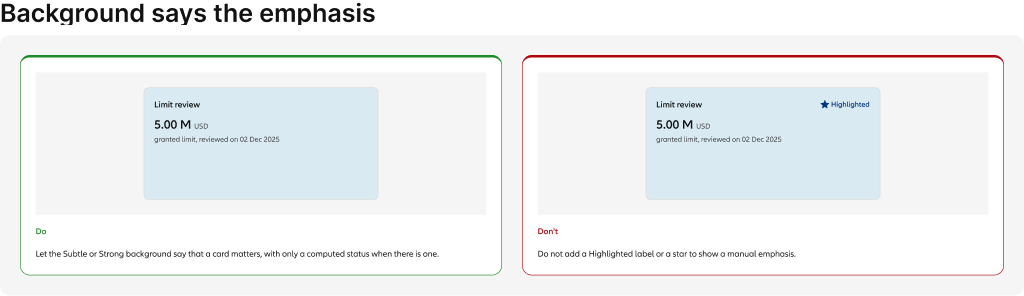 Background says the emphasis
Limit review
5.00 M USD
granted limit, reviewed on 02 Dec 2025
Do
Let the Subtle or Strong background say that a card matters, with only a computed status when there is one.
Limit review
Highlighted
5.00 M USD
granted limit, reviewed on 02 Dec 2025
Don't
Do not add a Highlighted label or a star to show a manual emphasis.